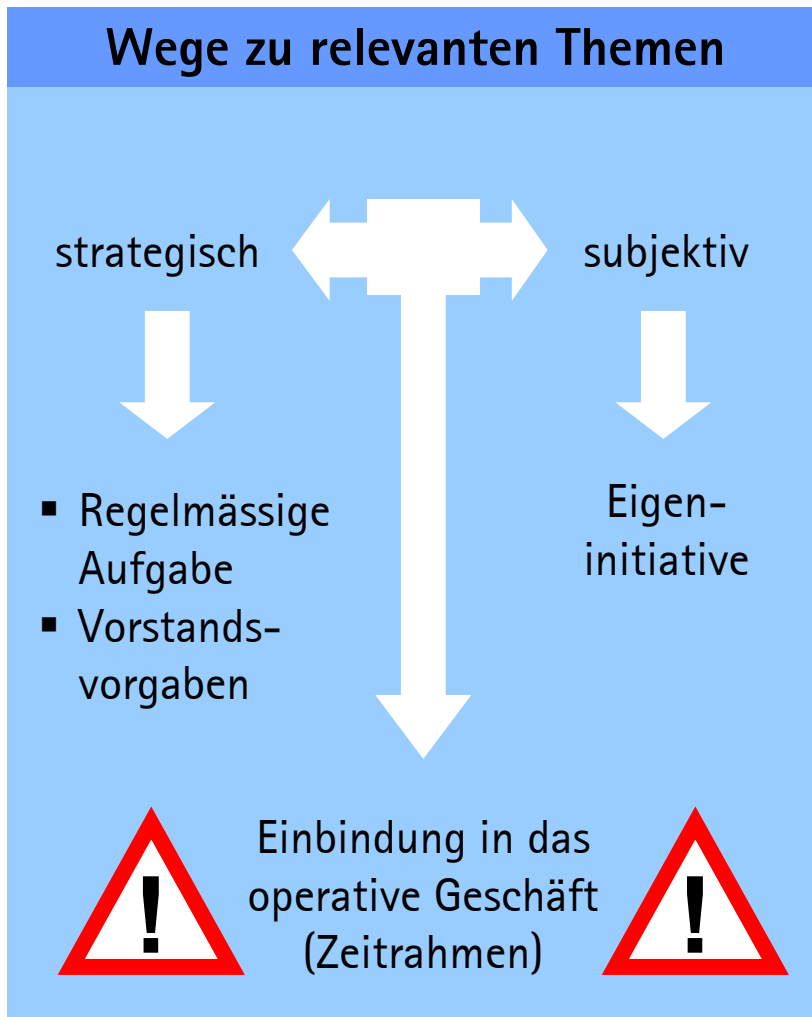 Wege zu relevanten Themen
strategisch
subjektiv
▪ Regelmässige
Aufgabe
▪ Vorstands-
vorgaben
Eigen-
initiative
Einbindung in das
operative Geschäft
(Zeitrahmen)
!
!